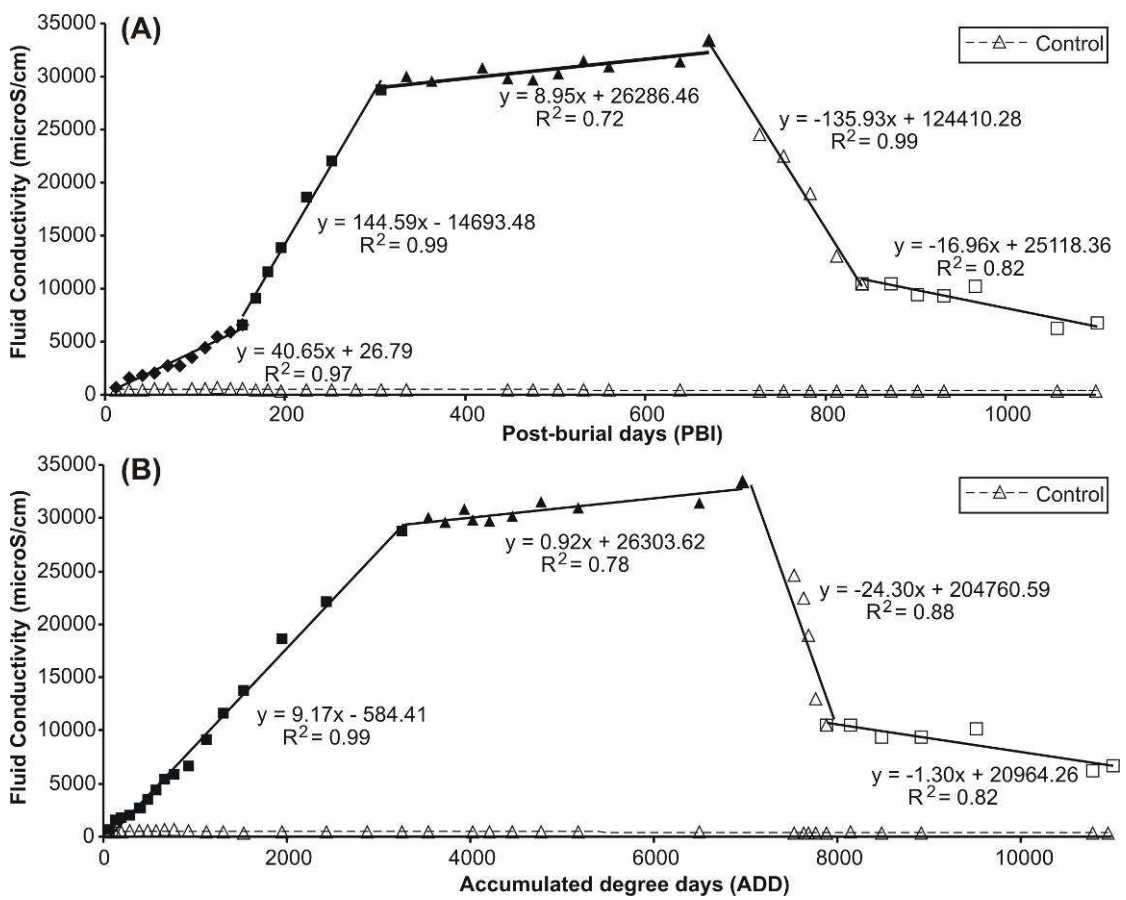 (A)
35000
30000
25000
20000
15000
10000
5000
0
Fluid Conductivity (microS/cm)
Control
y = 8.95x + 26286.46
R2 = 0.72
y = -135.93x + 124410.28
R2 = 0.99
y = 144.59x - 14693.48
R2 = 0.99
y = -16.96x + 25118.36
R2 = 0.82
y = 40.65x + 26.79
R2 = 0.97
0 200 400 600 800 1000
Post-burial days (PBI)
(B)
35000
30000
25000
20000
15000
10000
5000
0
Fluid Conductivity (microS/cm)
Control
y = 0.92x + 26303.62
R2 = 0.78
y = -24.30x + 204760.59
R2 = 0.88
y = 9.17x - 584.41
R2 = 0.99
y = -1.30x + 20964.26
R2 = 0.82
0 2000 4000 6000 8000 10000
Accumulated degree days (ADD)